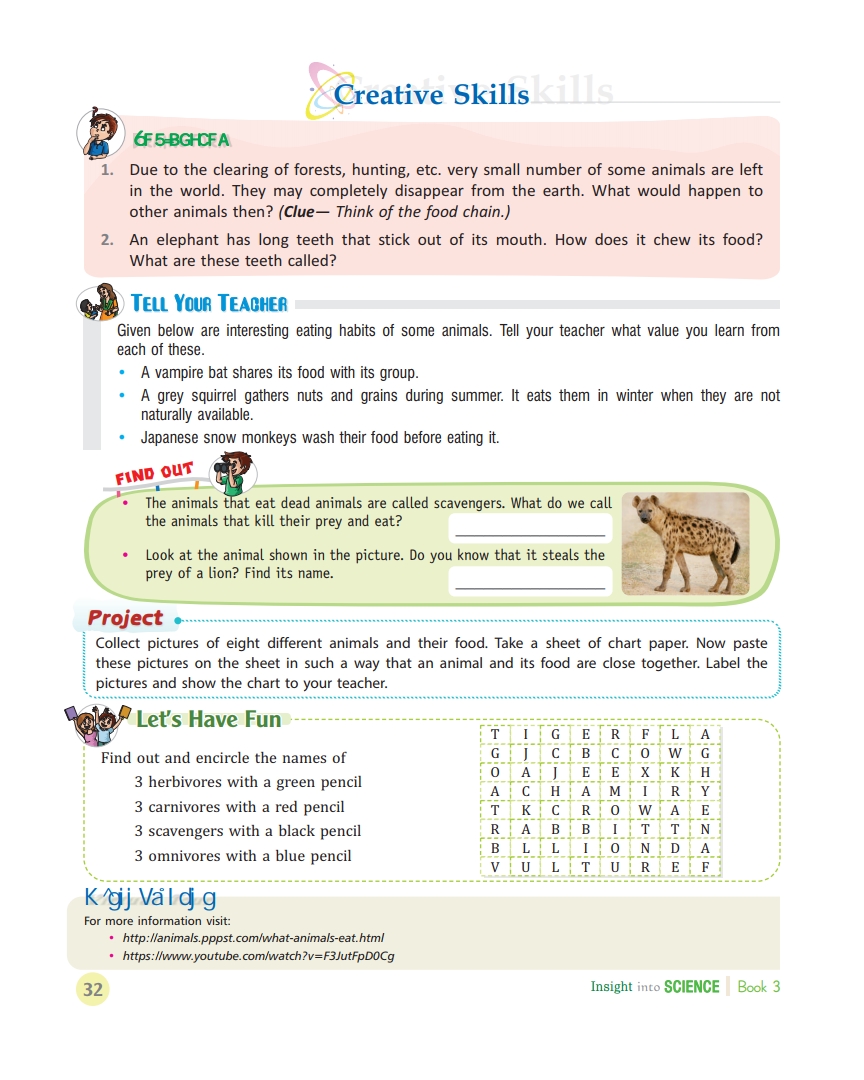 Creative Skills
6F5=BGHCFA
1. Due to the clearing of forests, hunting, etc. very small number of some animals are left
in the world. They may completely disappear from the earth. What would happen to
other animals then? (Clue— Think of the food chain.)
2. An elephant has long teeth that stick out of its mouth. How does it chew its food?
What are these teeth called?
TELL YOUR TEACHER
Given below are interesting eating habits of some animals. Tell your teacher what value you learn from
each of these.
• A vampire bat shares its food with its group.
• A grey squirrel gathers nuts and grains during summer. It eats them in winter when they are not
naturally available.
• Japanese snow monkeys wash their food before eating it.
FIND OUT
• The animals that eat dead animals are called scavengers. What do we call
the animals that kill their prey and eat?
• Look at the animal shown in the picture. Do you know that it steals the
prey of a lion? Find its name.
Project
Collect pictures of eight different animals and their food. Take a sheet of chart paper. Now paste
these pictures on the sheet in such a way that an animal and its food are close together. Label the
pictures and show the chart to your teacher.
Let's Have Fun
Find out and encircle the names of
3 herbivores with a green pencil
3 carnivores with a red pencil
3 scavengers with a black pencil
3 omnivores with a blue pencil
T I G E R F L A
G J C B C O W G
O A J E E X K H
A C H A M I R Y
T K C R O W A E
R A B B I T T N
B L L I O N D A
V U L T U R E F
For more information visit:
• http://animals.pppst.com/what-animals-eat.html
• https://www.youtube.com/watch?v=F3JutFpD0Cg
32
Insight into SCIENCE Book 3